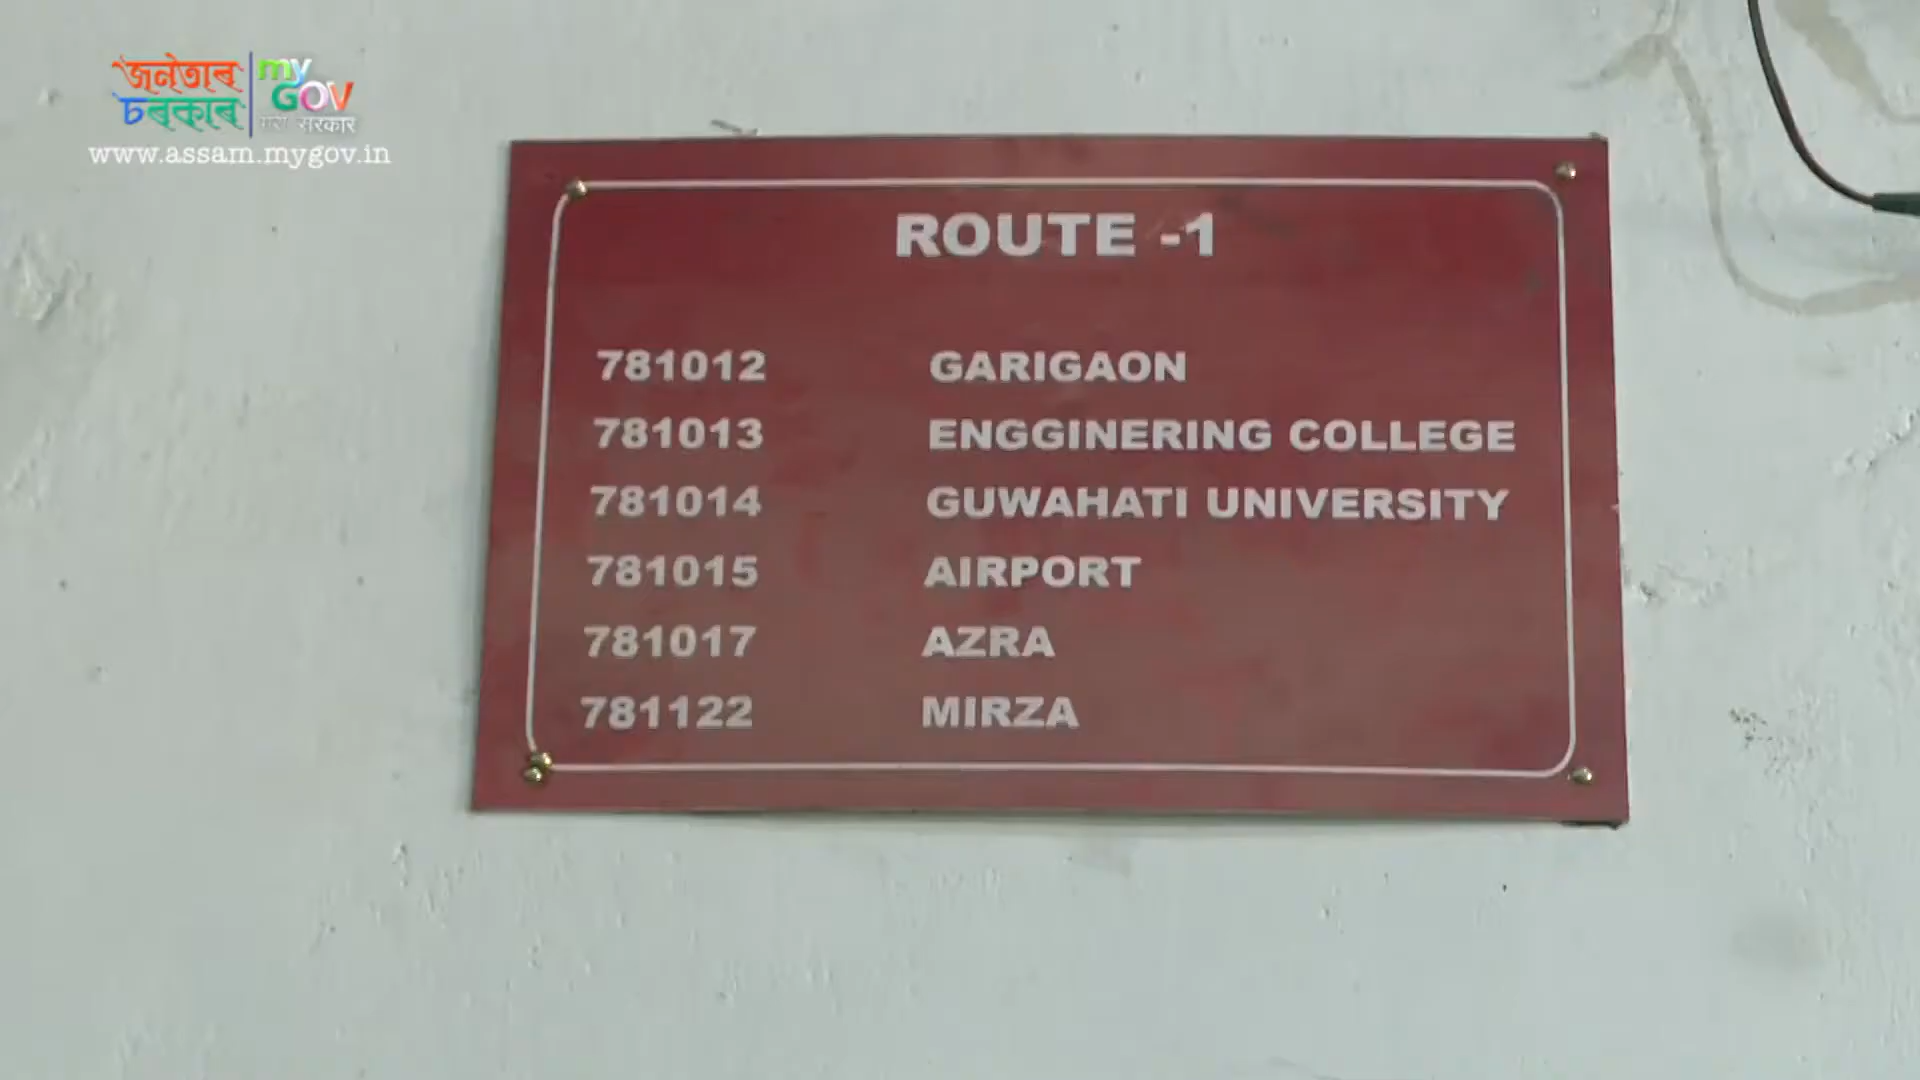 জনতাৰ
চৰকাৰ
my
GOV
मेरी सरकार
www.assam.mygov.in
ROUTE -1
781012 GARIGAON
781013 ENGGINERING COLLEGE
781014 GUWAHATI UNIVERSITY
781015 AIRPORT
781017 AZRA
781122 MIRZA